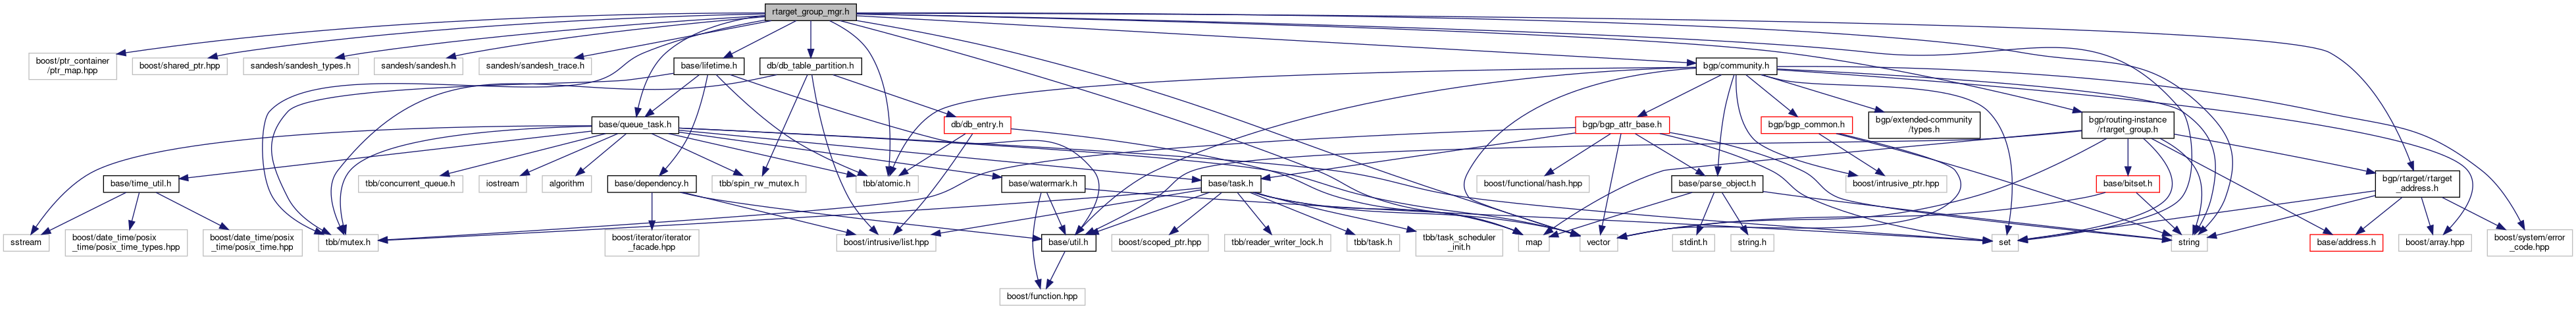 rtarget_group_mgr.h
boost/ptr_container
/ptr_map.hpp
boost/shared_ptr.hpp
sandesh/sandesh_types.h
sandesh/sandesh.h
sandesh/sandesh_trace.h
base/lifetime.h
db/db_table_partition.h
bgp/community.h
base/queue_task.h
db/db_entry.h
bgp/bgp_attr_base.h
bgp/bgp_common.h
bgp/extended-community
/types.h
bgp/routing-instance
/rtarget_group.h
base/time_util.h
tbb/concurrent_queue.h
iostream
algorithm
base/dependency.h
tbb/spin_rw_mutex.h
tbb/atomic.h
base/watermark.h
base/task.h
boost/functional/hash.hpp
base/parse_object.h
boost/intrusive_ptr.hpp
base/bitset.h
bgp/rtarget/rtarget
_address.h
sstream
boost/date_time/posix
_time/posix_time_types.hpp
boost/date_time/posix
_time/posix_time.hpp
tbb/mutex.h
boost/iterator/iterator
_facade.hpp
boost/intrusive/list.hpp
base/util.h
boost/scoped_ptr.hpp
tbb/reader_writer_lock.h
tbb/task.h
tbb/task_scheduler
_init.h
map
vector
stdint.h
string.h
set
string
base/address.h
boost/array.hpp
boost/system/error
_code.hpp
boost/function.hpp